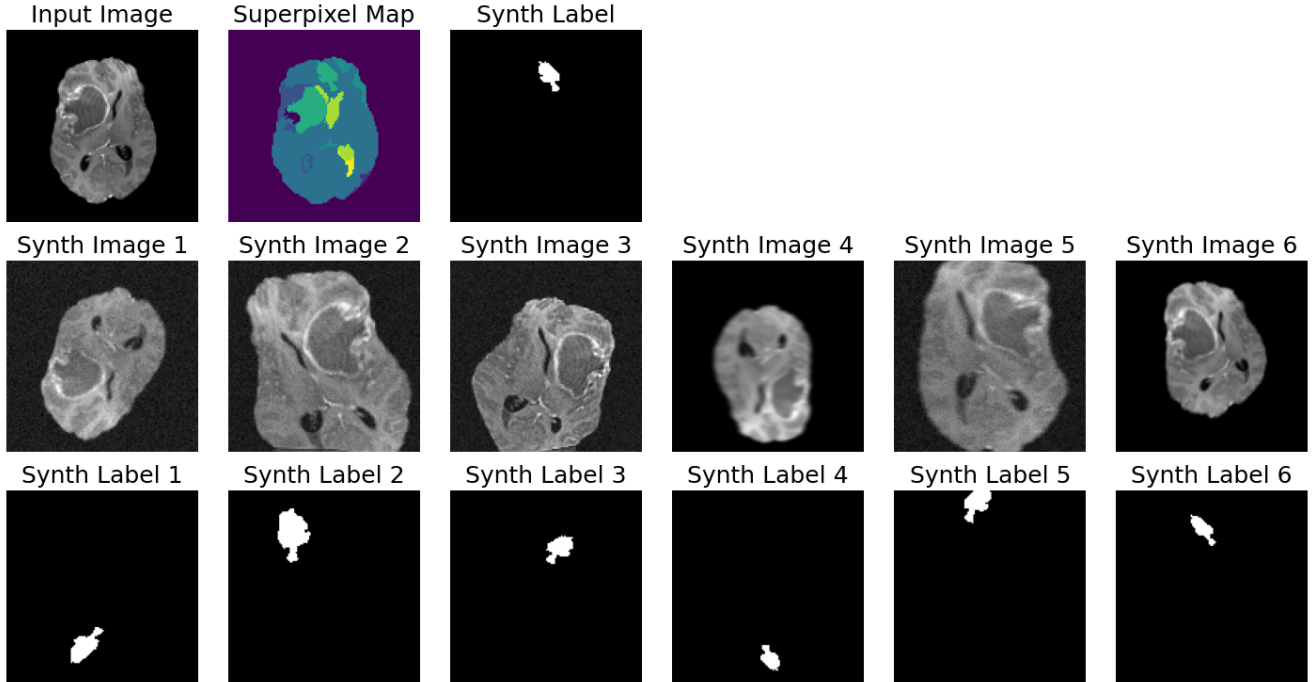 Input Image
Superpixel Map
Synth Label
Synth Image 1
Synth Image 2
Synth Image 3
Synth Image 4
Synth Image 5
Synth Image 6
Synth Label 1
Synth Label 2
Synth Label 3
Synth Label 4
Synth Label 5
Synth Label 6